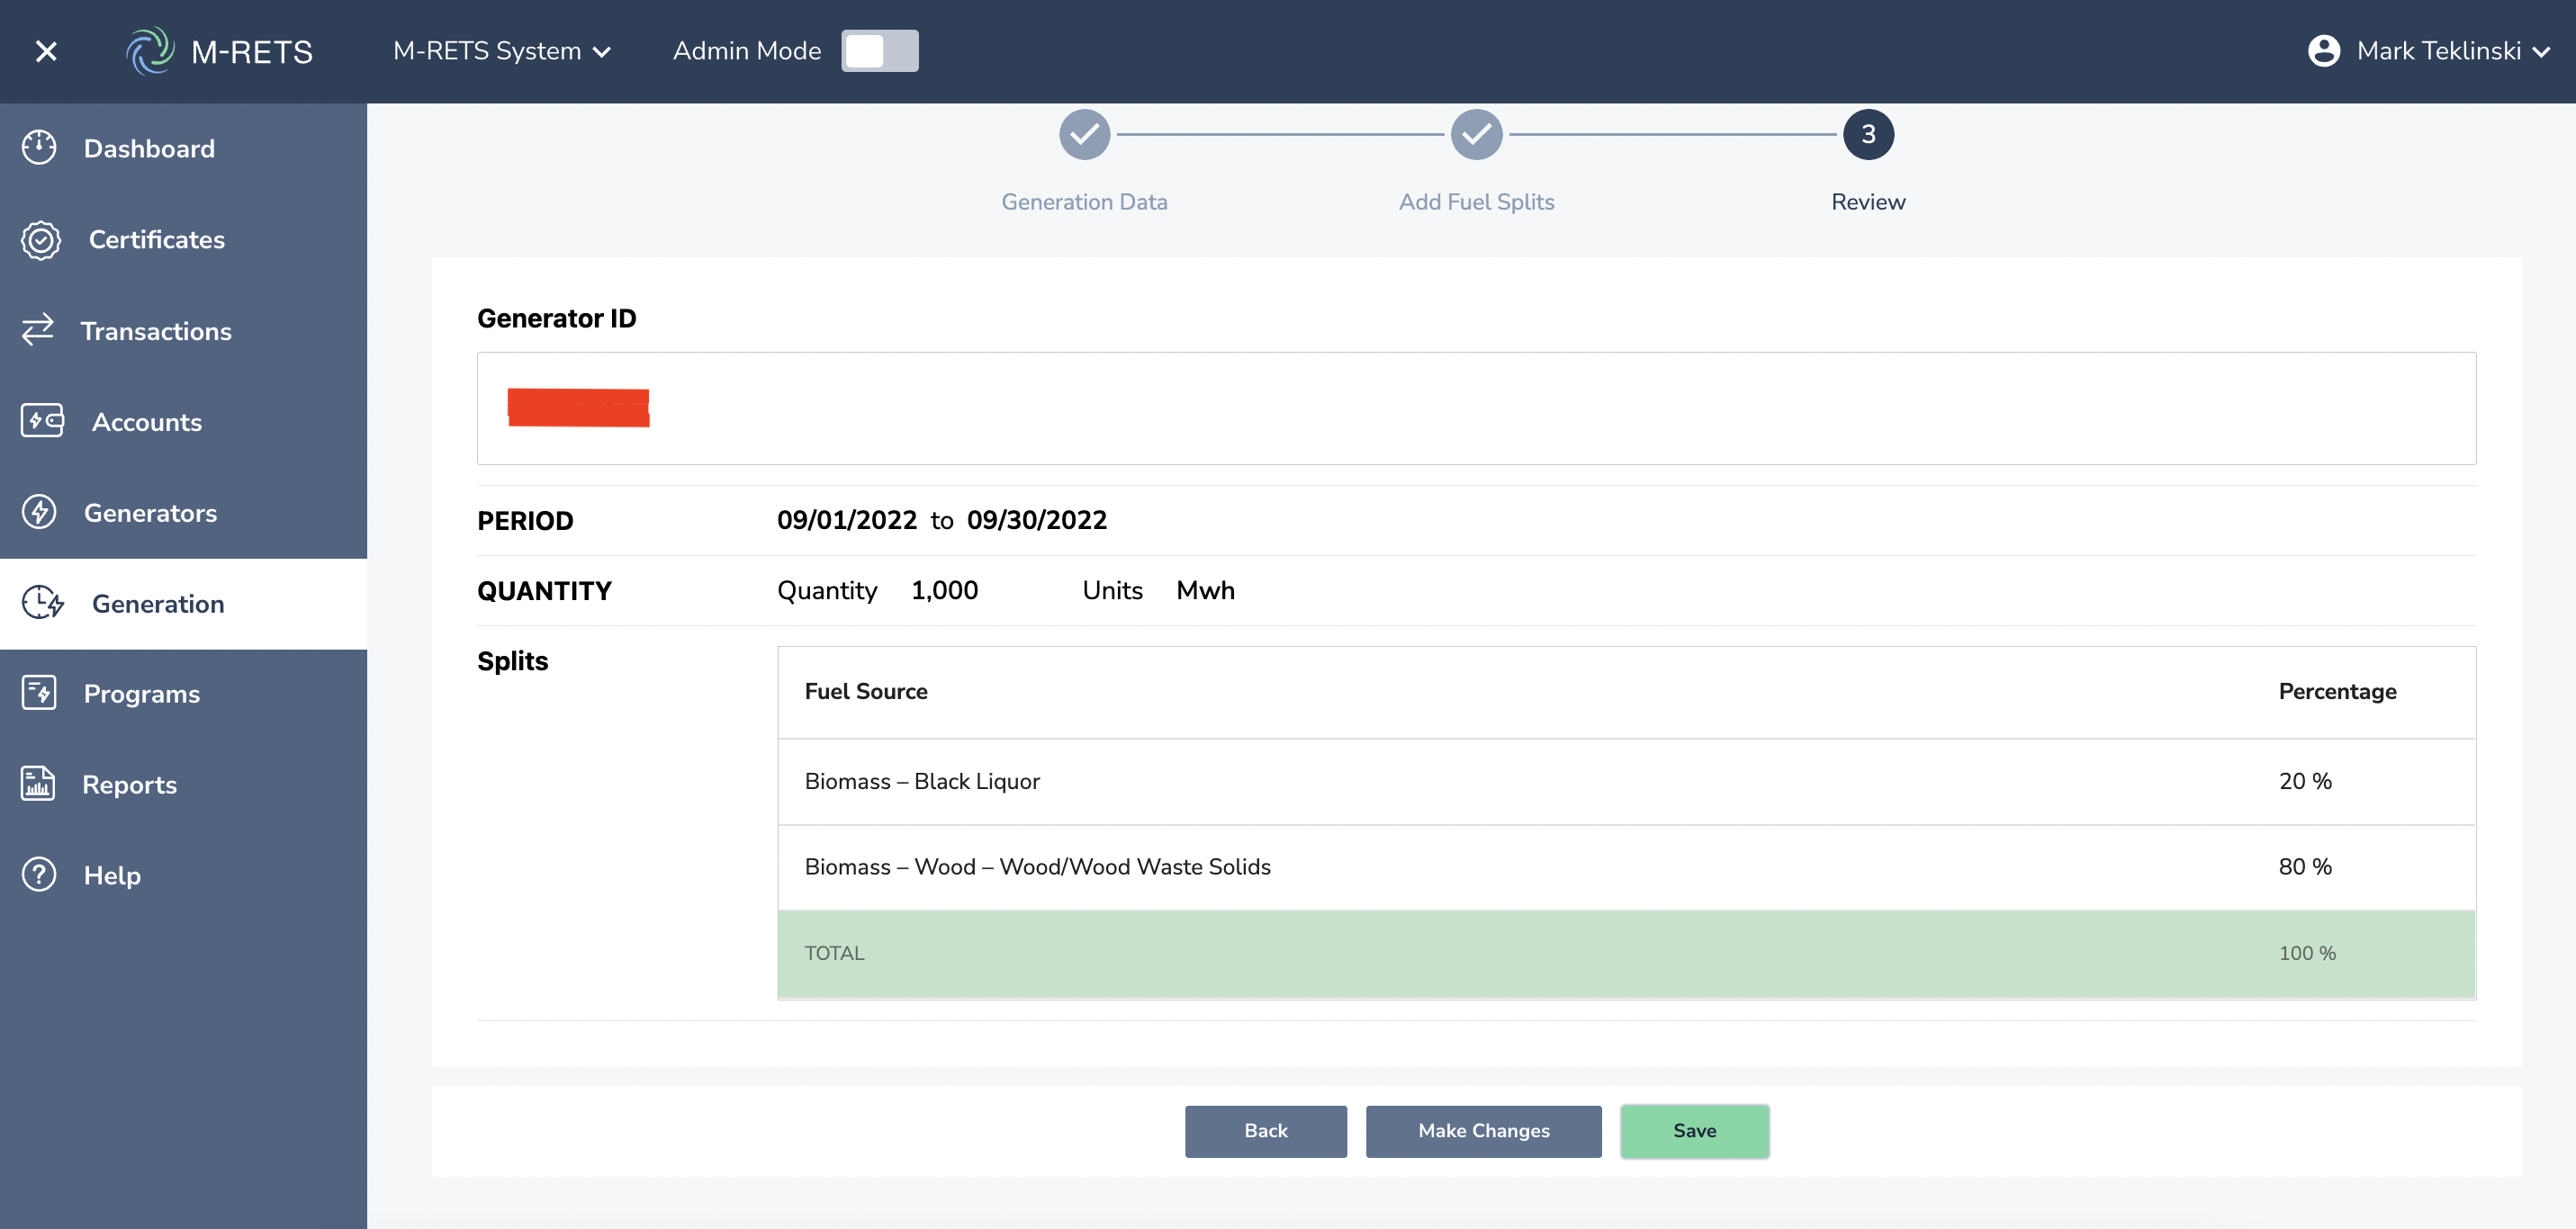 M-RETS
M-RETS System
Admin Mode
Mark Teklinski
Dashboard
Certificates
Transactions
Accounts
Generators
Generation
Programs
Reports
Help
3
Generation Data
Add Fuel Splits
Review
Generator ID
PERIOD 09/01/2022 to 09/30/2022
QUANTITY Quantity 1,000 Units Mwh
Splits
Fuel Source Percentage
Biomass – Black Liquor 20 %
Biomass – Wood – Wood/Wood Waste Solids 80 %
TOTAL 100 %
Back Make Changes Save